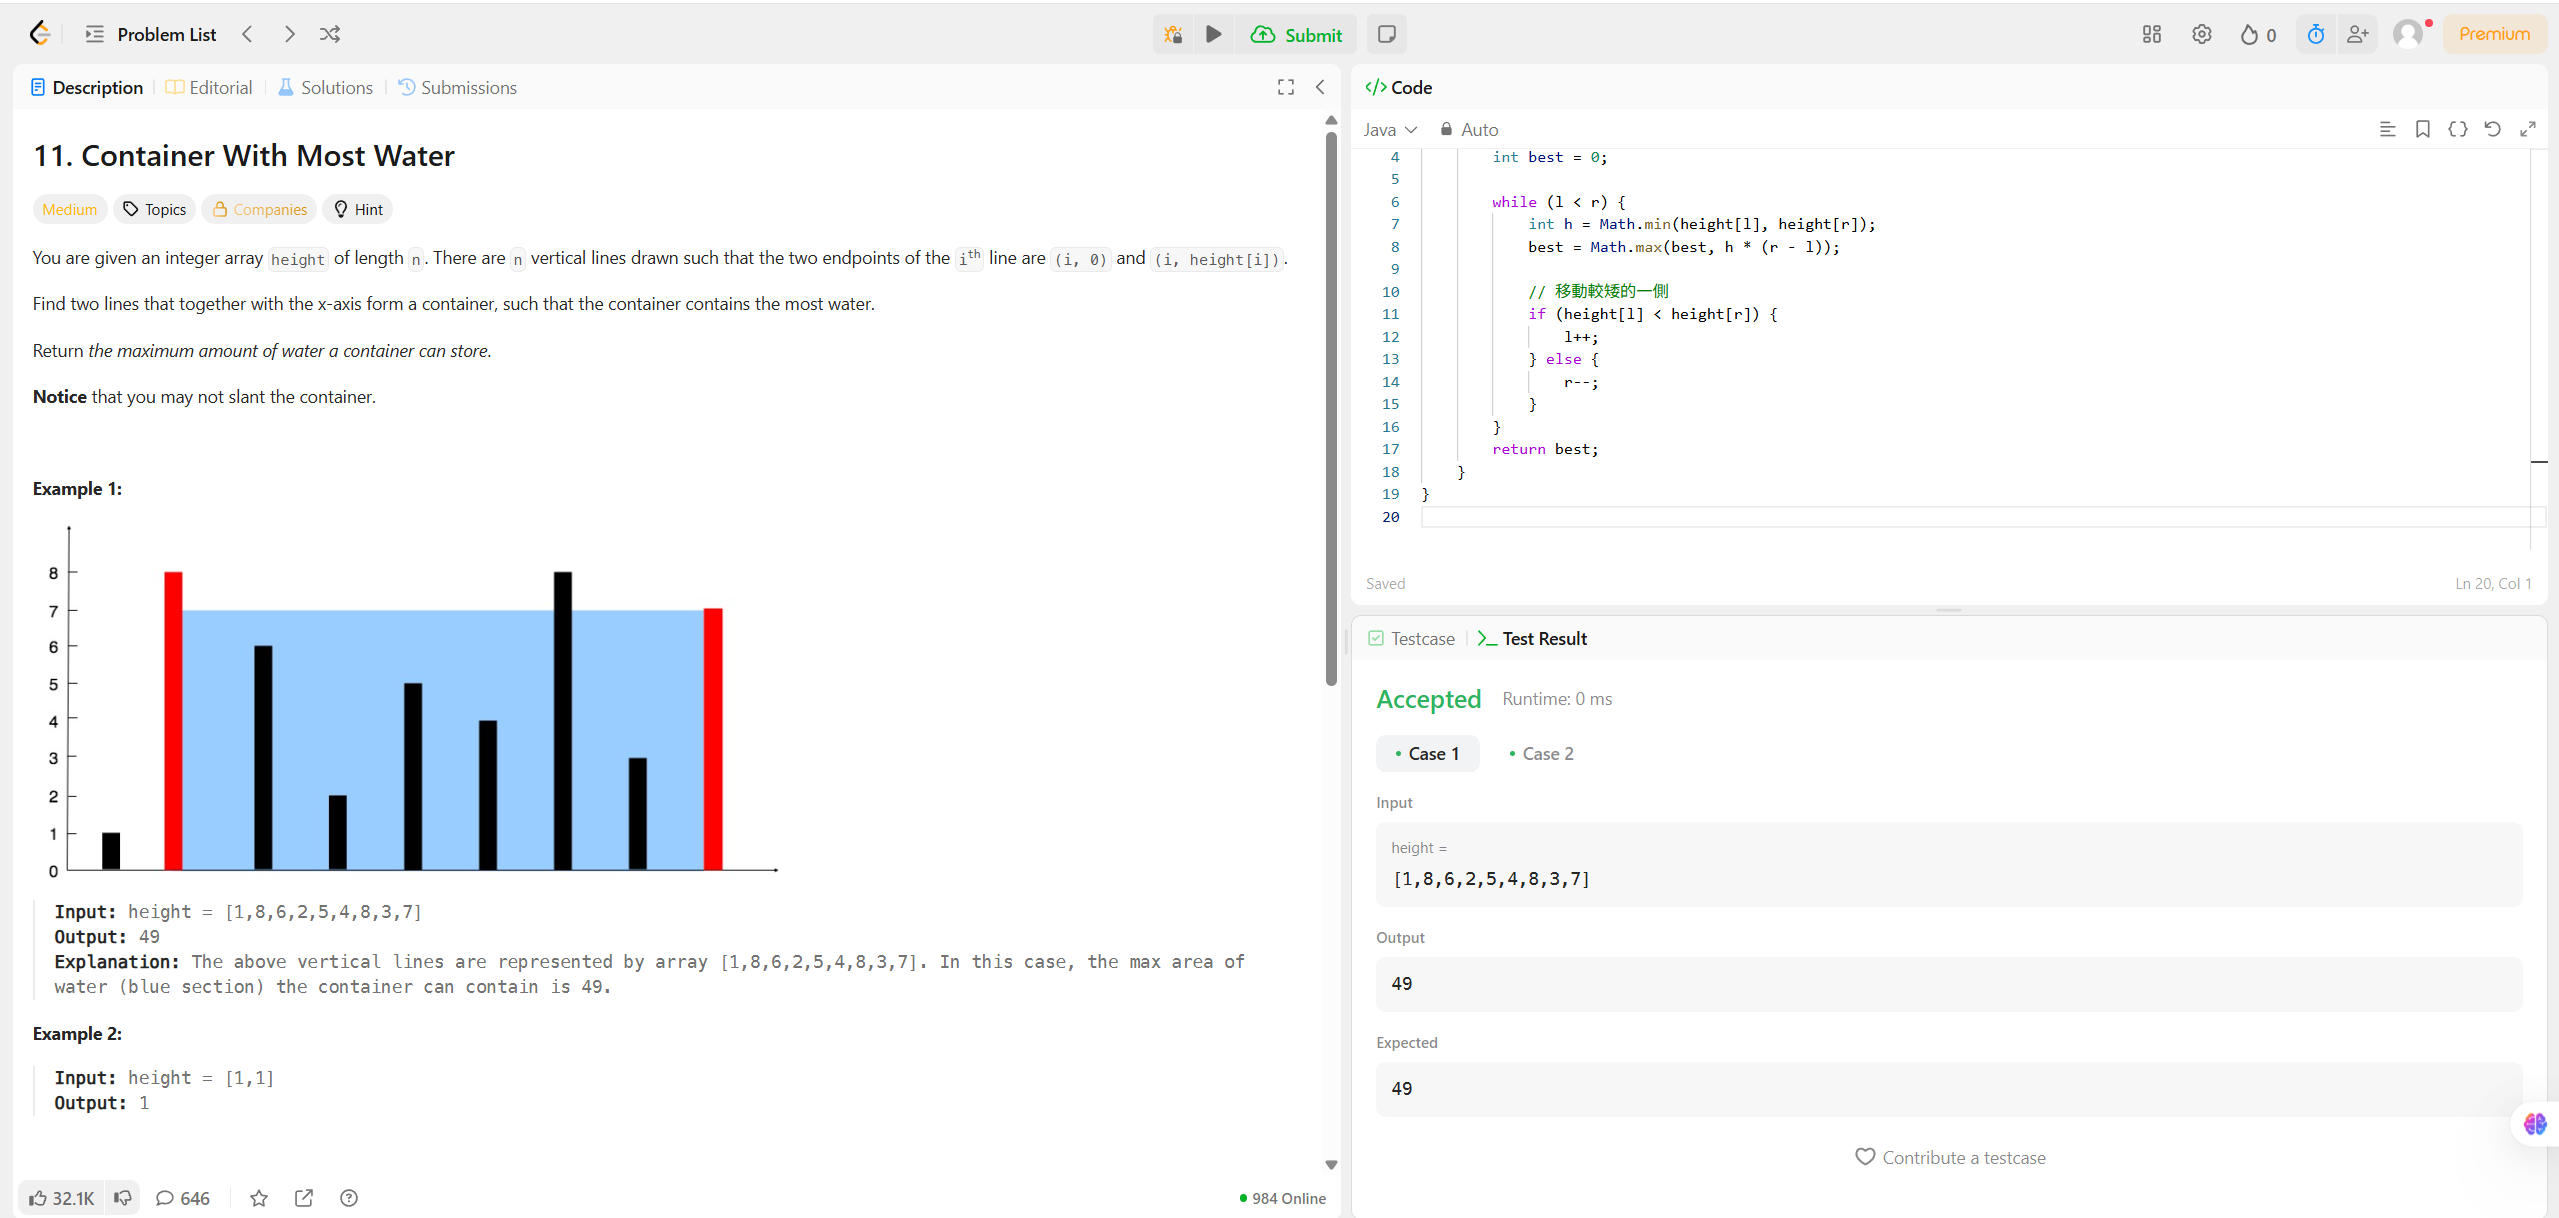 Problem List
Submit
0
Premium
Description
Editorial
Solutions
Submissions
11. Container With Most Water
Medium
Topics
Companies
Hint
You are given an integer array height of length n. There are n vertical lines drawn such that the two endpoints of the ith line are (i, 0) and (i, height[i]).
Find two lines that together with the x-axis form a container, such that the container contains the most water.
Return the maximum amount of water a container can store.
Notice that you may not slant the container.
Example 1:
8
7
6
5
4
3
2
1
0
Input: height = [1,8,6,2,5,4,8,3,7]
Output: 49
Explanation: The above vertical lines are represented by array [1,8,6,2,5,4,8,3,7]. In this case, the max area of
water (blue section) the container can contain is 49.
Example 2:
Input: height = [1,1]
Output: 1
32.1K
646
984 Online
</> Code
Java
Auto
4 int best = 0;
5
6 while (l < r) {
7 int h = Math.min(height[l], height[r]);
8 best = Math.max(best, h * (r - l));
9
10 // 移動較矮的一側
11 if (height[l] < height[r]) {
12 l++;
13 } else {
14 r--;
15 }
16 }
17 return best;
18 }
19 }
20
Saved
Ln 20, Col 1
Testcase
Test Result
Accepted
Runtime: 0 ms
Case 1
Case 2
Input
height =
[1,8,6,2,5,4,8,3,7]
Output
49
Expected
49
Contribute a testcase